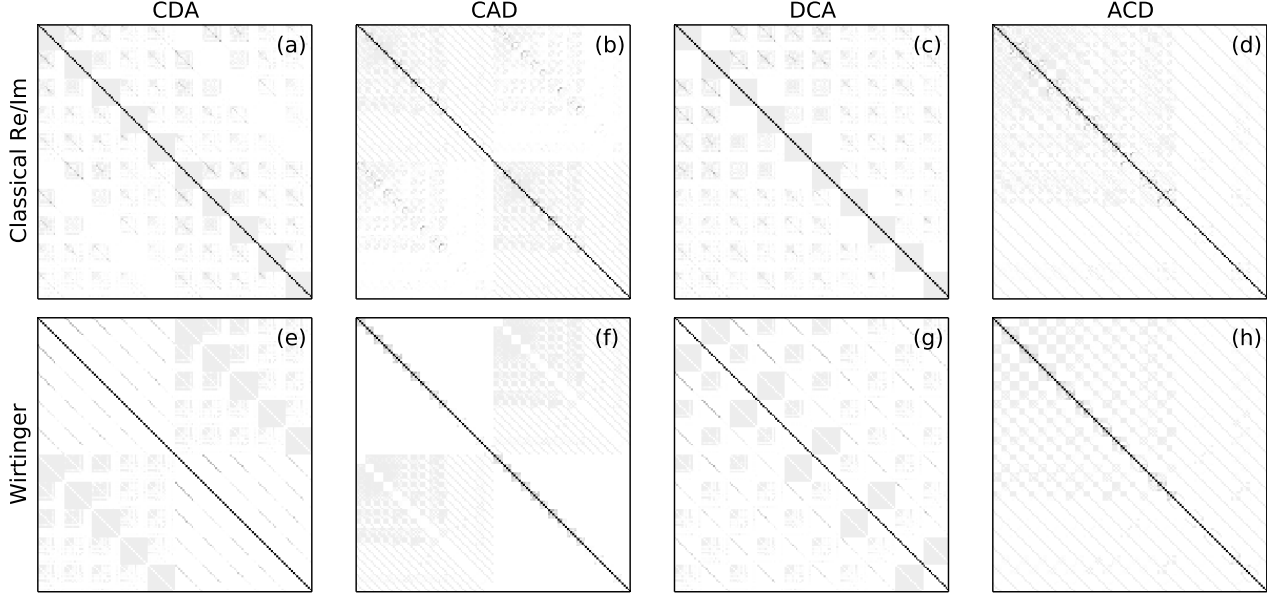 CDA CAD DCA ACD
Classical Re/Im
(a) (b) (c) (d)
Wirtinger
(e) (f) (g) (h)